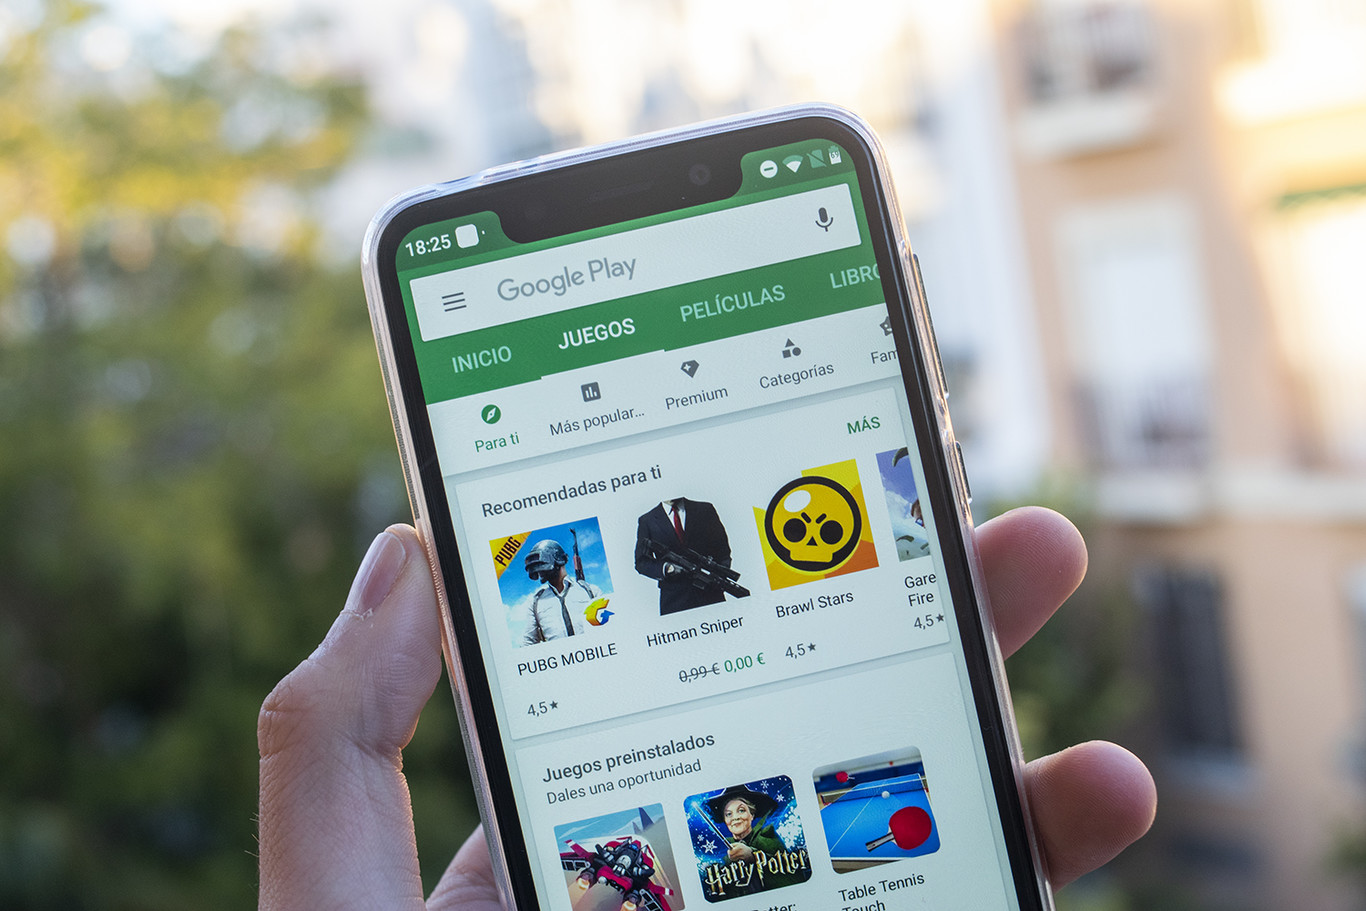 18:25
Google Play
INICIO
JUEGOS
PELÍCULAS
LIBRO
Para ti
Más popular...
Premium
Categorías
Fam
Recomendadas para ti
MÁS
PUBG
PUBG MOBILE
4,5★
Hitman Sniper
0,99 € 0,00 €
Brawl Stars
4,5★
Gare
Fire
4,5★
Juegos preinstalados
Dales una oportunidad
Harry Potter
otter:
Table Tennis
Touch